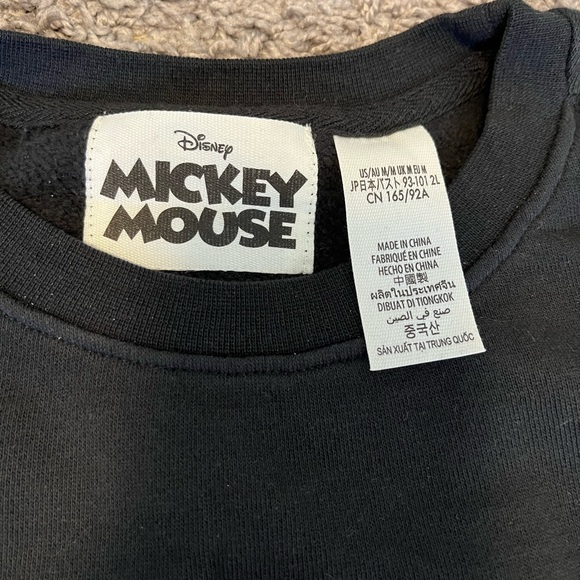 Disney
MICKEY
MOUSE
US/AU M/M UK M EU M
JP日本/バスト 93-101 2L
CN 165/92A
MADE IN CHINA
FABRIQUÉ EN CHINE
HECHO EN CHINA
中國製
ผลิตในประเทศจีน
DIBUAT DI TIONGKOK
صنع في الصين
중국산
SẢN XUẤT TẠI TRUNG QUỐC